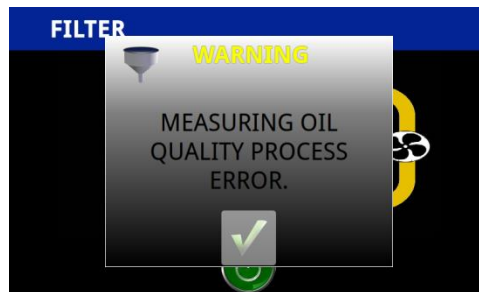 FILTER
WARNING
MEASURING OIL
QUALITY PROCESS
ERROR.